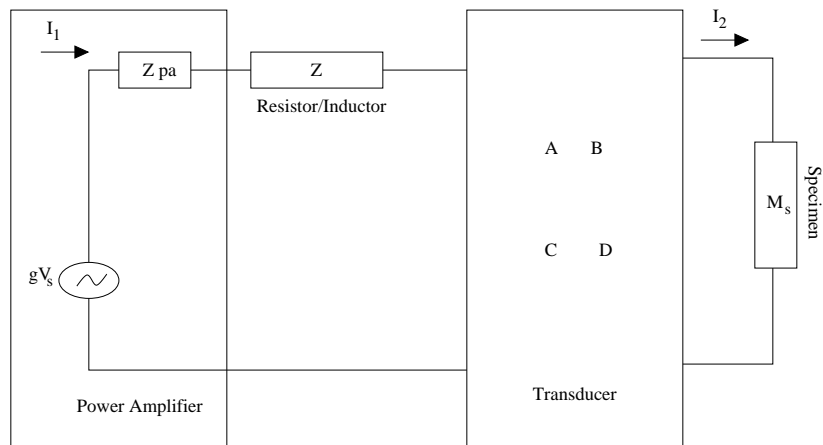 I1
I2
Z pa
Z
Resistor/Inductor
A B
Ms
Specimen
C D
gVs
Transducer
Power Amplifier